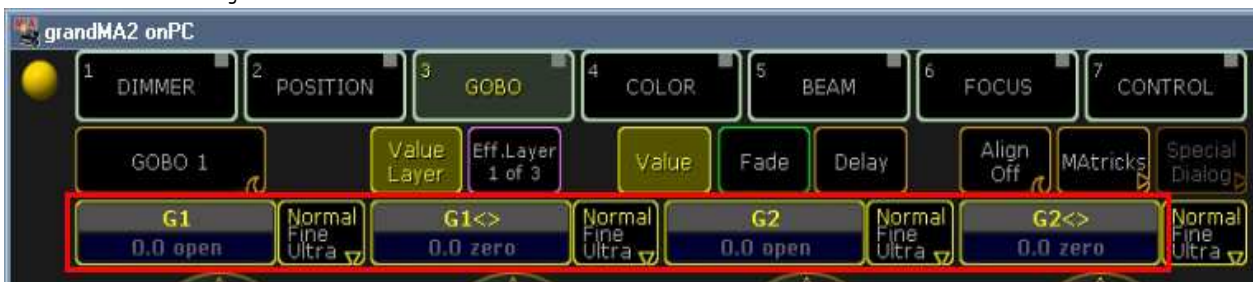 grandMA2 onPC
1 DIMMER 2 POSITION 3 GOBO 4 COLOR 5 BEAM 6 FOCUS 7 CONTROL
GOBO 1 Value Layer Eff.Layer 1 of 3 Value Fade Delay Align Off MAtricks Special Dialog
G1 Normal Fine Ultra G1<> Normal Fine Ultra G2 Normal Fine Ultra G2<> Normal Fine Ultra
0.0 open 0.0 zero 0.0 open 0.0 zero